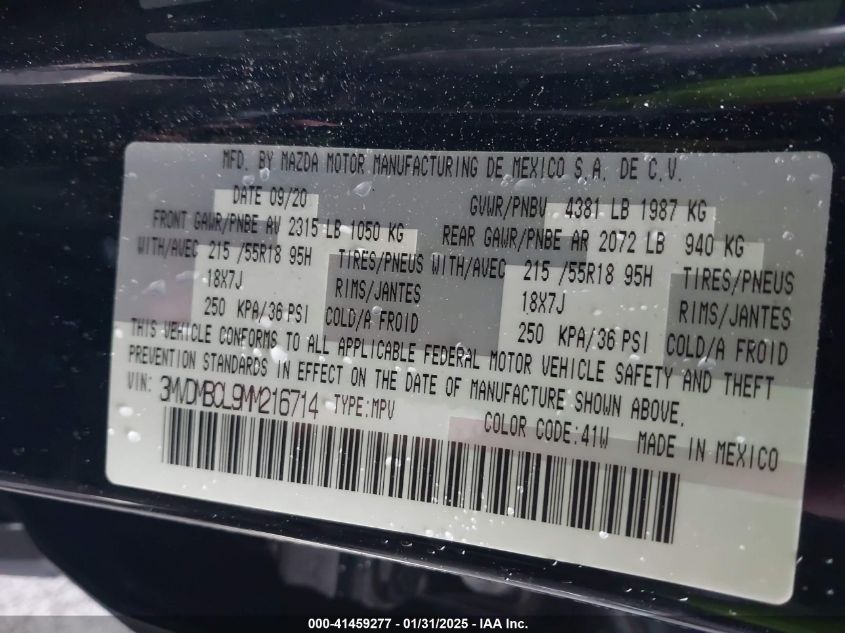 MFD. BY MAZDA MOTOR MANUFACTURING DE MEXICO S.A. DE C.V.
DATE 09/20 GVWR/PNBV 4381 LB 1987 KG
FRONT GAWR/PNBE AV 2315 LB 1050 KG REAR GAWR/PNBE AR 2072 LB 940 KG
WITH/AVEC 215 /55R18 95H TIRES/PNEUS WITH/AVEC 215 /55R18 95H TIRES/PNEUS
18X7J RIMS/JANTES 18X7J RIMS/JANTES
250 KPA/36 PSI COLD/A FROID 250 KPA/36 PSI COLD/A FROID
THIS VEHICLE CONFORMS TO ALL APPLICABLE FEDERAL MOTOR VEHICLE SAFETY AND THEFT
PREVENTION STANDARDS IN EFFECT ON THE DATE OF MANUFACTURE SHOWN ABOVE.
VIN: 3MVDMBCL9MM216714 TYPE:MPV COLOR CODE:41W MADE IN MEXICO
000-41459277 - 01/31/2025 - IAA Inc.